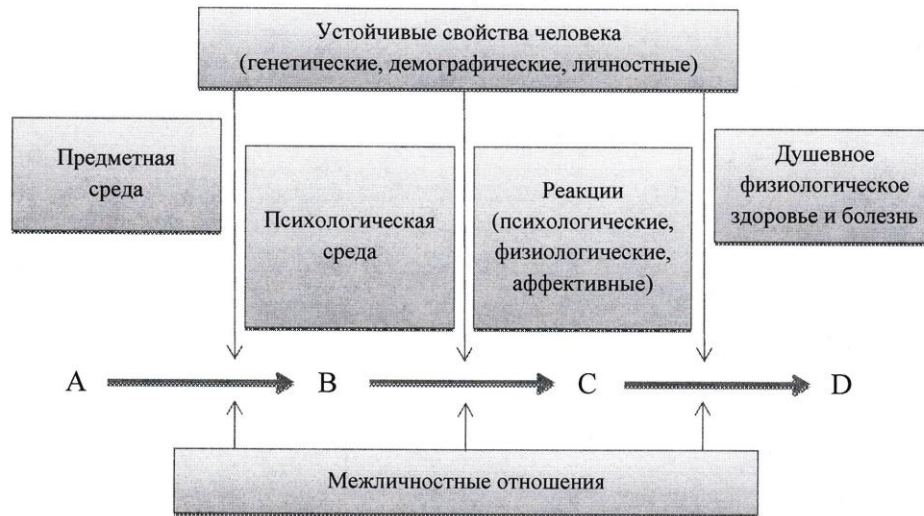 Устойчивые свойства человека
(генетические, демографические, личностные)
Предметная
среда
Психологическая
среда
Реакции
(психологические,
физиологические,
аффективные)
Душевное
физиологическое
здоровье и болезнь
A
B
C
D
Межличностные отношения